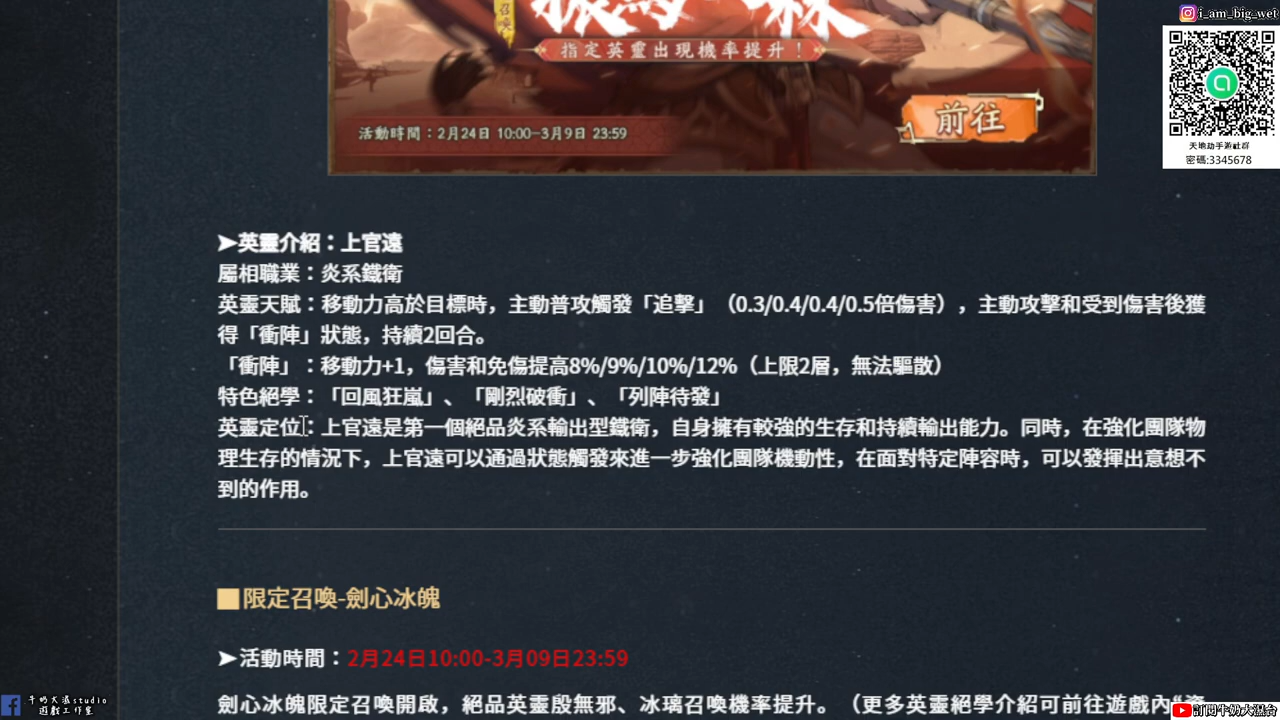 i_am_big_wet
召喚
指定英靈出現機率提升！
前往
活動時間：2月24日 10:00-3月9日 23:59
天地劫手遊社群
密碼:3345678
➤英靈介紹：上官遠
屬相職業：炎系鐵衛
英靈天賦：移動力高於目標時，主動普攻觸發「追擊」（0.3/0.4/0.4/0.5倍傷害），主動攻擊和受到傷害後獲
得「衝陣」狀態，持續2回合。
「衝陣」：移動力+1，傷害和免傷提高8%/9%/10%/12%（上限2層，無法驅散）
特色絕學：「回風狂嵐」、「剛烈破衝」、「列陣待發」
英靈定位：上官遠是第一個絕品炎系輸出型鐵衛，自身擁有較強的生存和持續輸出能力。同時，在強化團隊物
理生存的情況下，上官遠可以通過狀態觸發來進一步強化團隊機動性，在面對特定陣容時，可以發揮出意想不
到的作用。
■限定召喚-劍心冰魄
➤活動時間：2月24日10:00-3月09日23:59
劍心冰魄限定召喚開啟，絕品英靈殷無邪、冰璃召喚機率提升。（更多英靈絕學介紹可前往遊戲內“資
牛奶大濕studio
遊戲工作室
訂閱牛奶大濕台